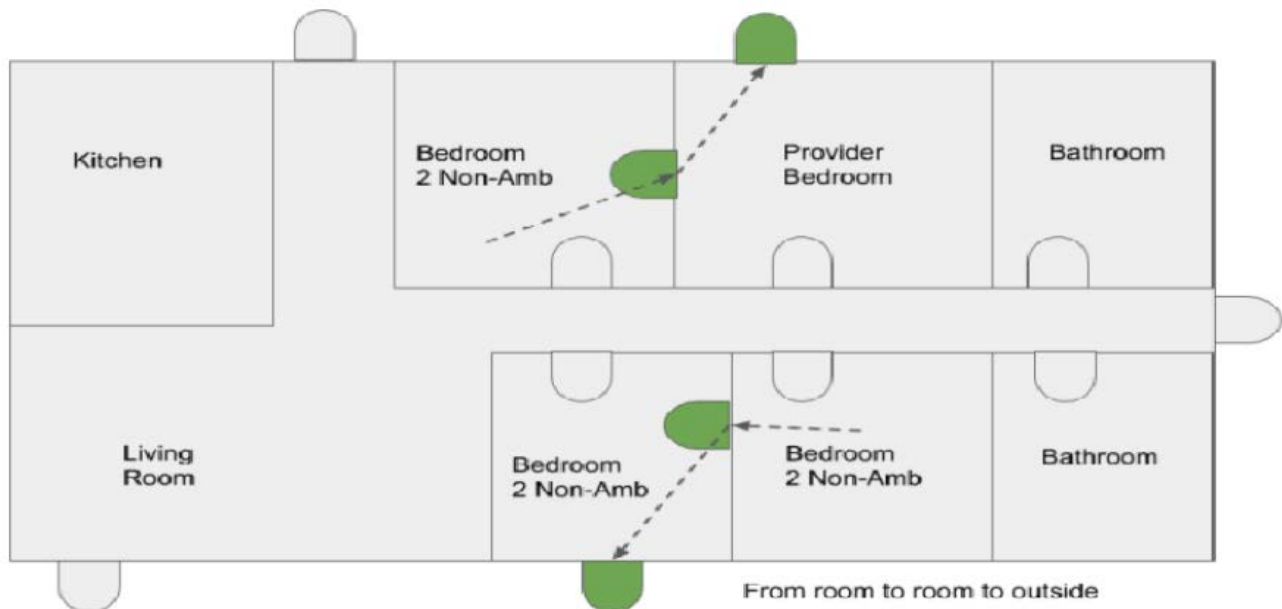 Kitchen
Bedroom
2 Non-Amb
Provider
Bedroom
Bathroom
Living
Room
Bedroom
2 Non-Amb
Bedroom
2 Non-Amb
Bathroom
From room to room to outside